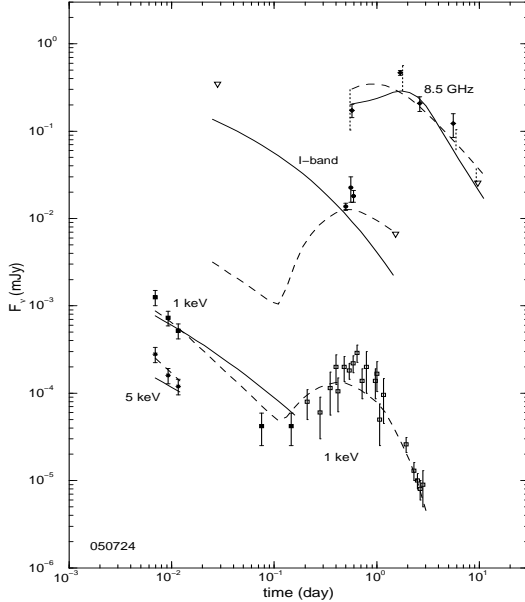 10⁰
10⁻¹
10⁻²
10⁻³
10⁻⁴
10⁻⁵
10⁻⁶
Fν (mJy)
8.5 GHz
I−band
1 keV
5 keV
1 keV
050724
10⁻³ 10⁻² 10⁻¹ 10⁰ 10¹
time (day)